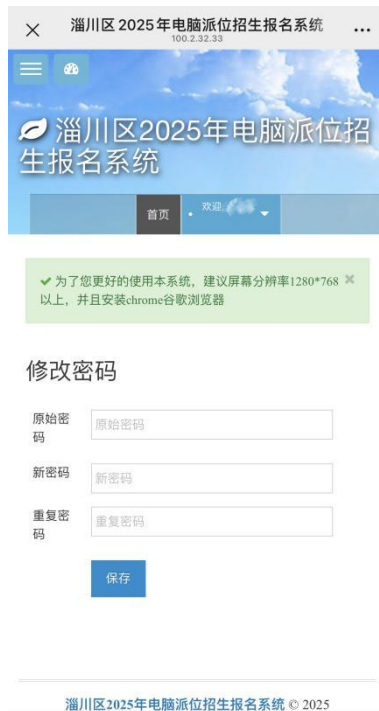 淄川区2025年电脑派位招生报名系统
100.2.32.33
淄川区2025年电脑派位招
生报名系统
首页
欢迎,
为了您更好的使用本系统，建议屏幕分辨率1280*768
以上，并且安装chrome谷歌浏览器
修改密码
原始密
码
原始密码
新密码
新密码
重复密
码
重复密码
保存
淄川区2025年电脑派位招生报名系统 © 2025